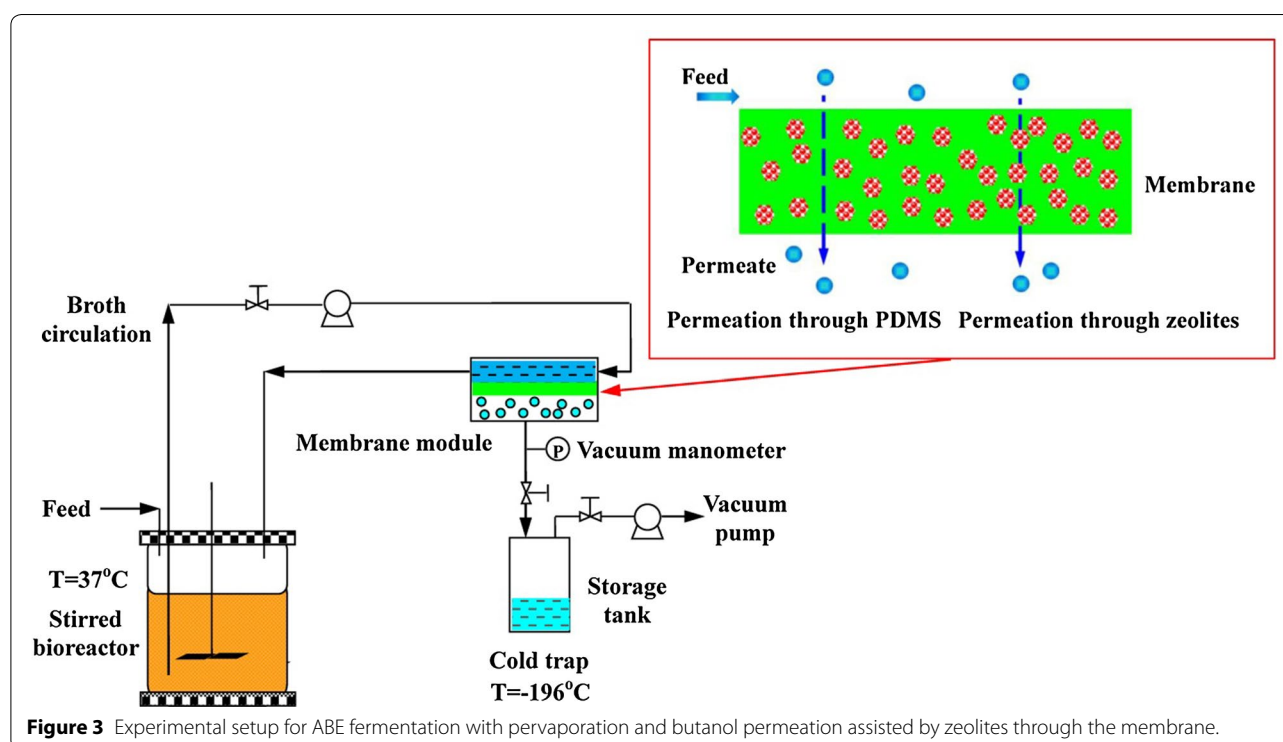 Feed
Membrane
Permeate
Permeation through PDMS Permeation through zeolites
Broth
circulation
Membrane module
P
Vacuum manometer
Feed
Vacuum
pump
T=37°C
Stirred
bioreactor
Storage
tank
Cold trap
T=-196°C
Figure 3 Experimental setup for ABE fermentation with pervaporation and butanol permeation assisted by zeolites through the membrane.